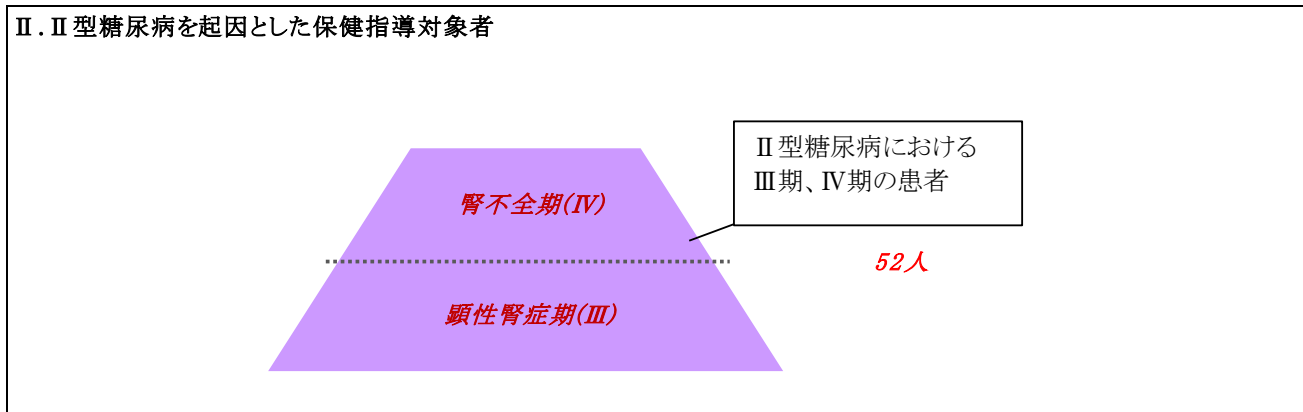 Ⅱ.Ⅱ型糖尿病を起因とした保健指導対象者
Ⅱ型糖尿病における
Ⅲ期、Ⅳ期の患者
腎不全期(Ⅳ)
52人
顕性腎症期(Ⅲ)